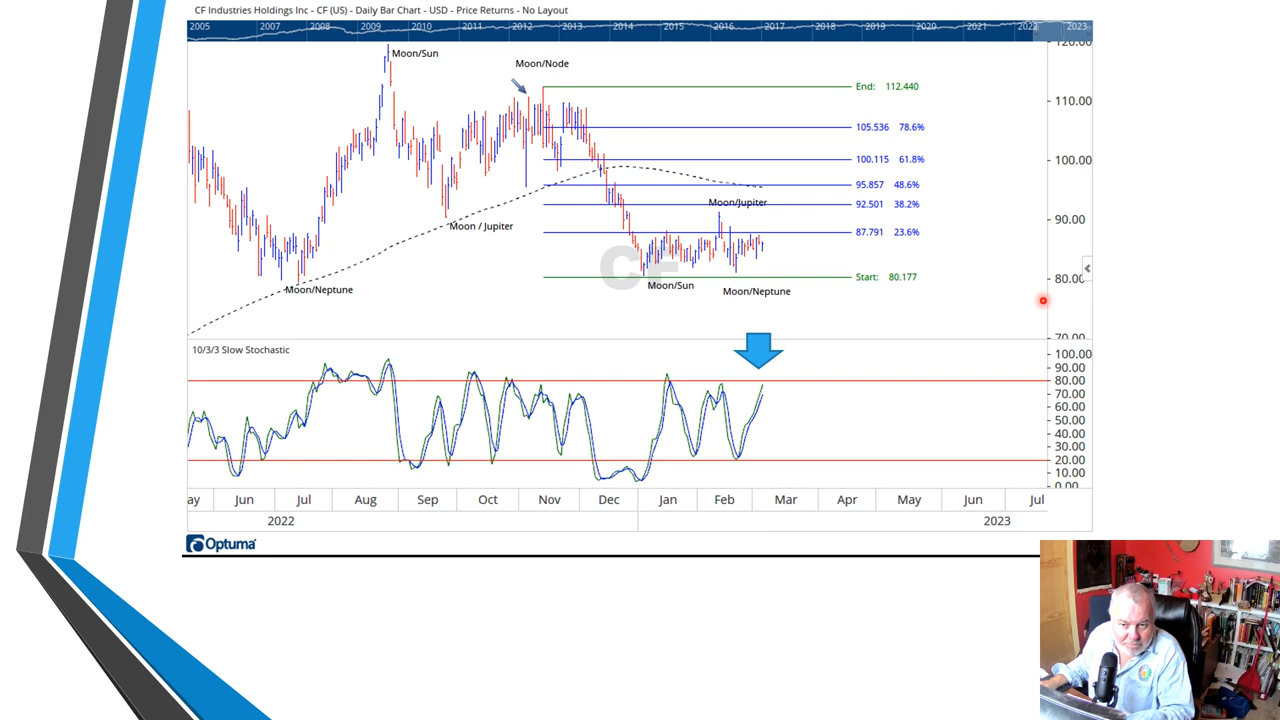 CF Industries Holdings Inc - CF (US) - Daily Bar Chart - USD - Price Returns - No Layout
2005 2007 2008 2009 2010 2011 2012 2013 2014 2015 2016 2017 2018 2019 2020 2021 2022 2023
120.00
Moon/Sun
Moon/Node
End: 112.440
110.00
105.536 78.6%
100.115 61.8%
100.00
95.857 48.6%
Moon/Jupiter
92.501 38.2%
90.00
Moon / Jupiter
87.791 23.6%
CF
Start: 80.177
80.00
Moon/Neptune
Moon/Sun
Moon/Neptune
70.00
10/3/3 Slow Stochastic
100.00
90.00
80.00
70.00
60.00
50.00
40.00
30.00
20.00
10.00
0.00
ay Jun Jul Aug Sep Oct Nov Dec Jan Feb Mar Apr May Jun Jul
2022 2023
Optuma